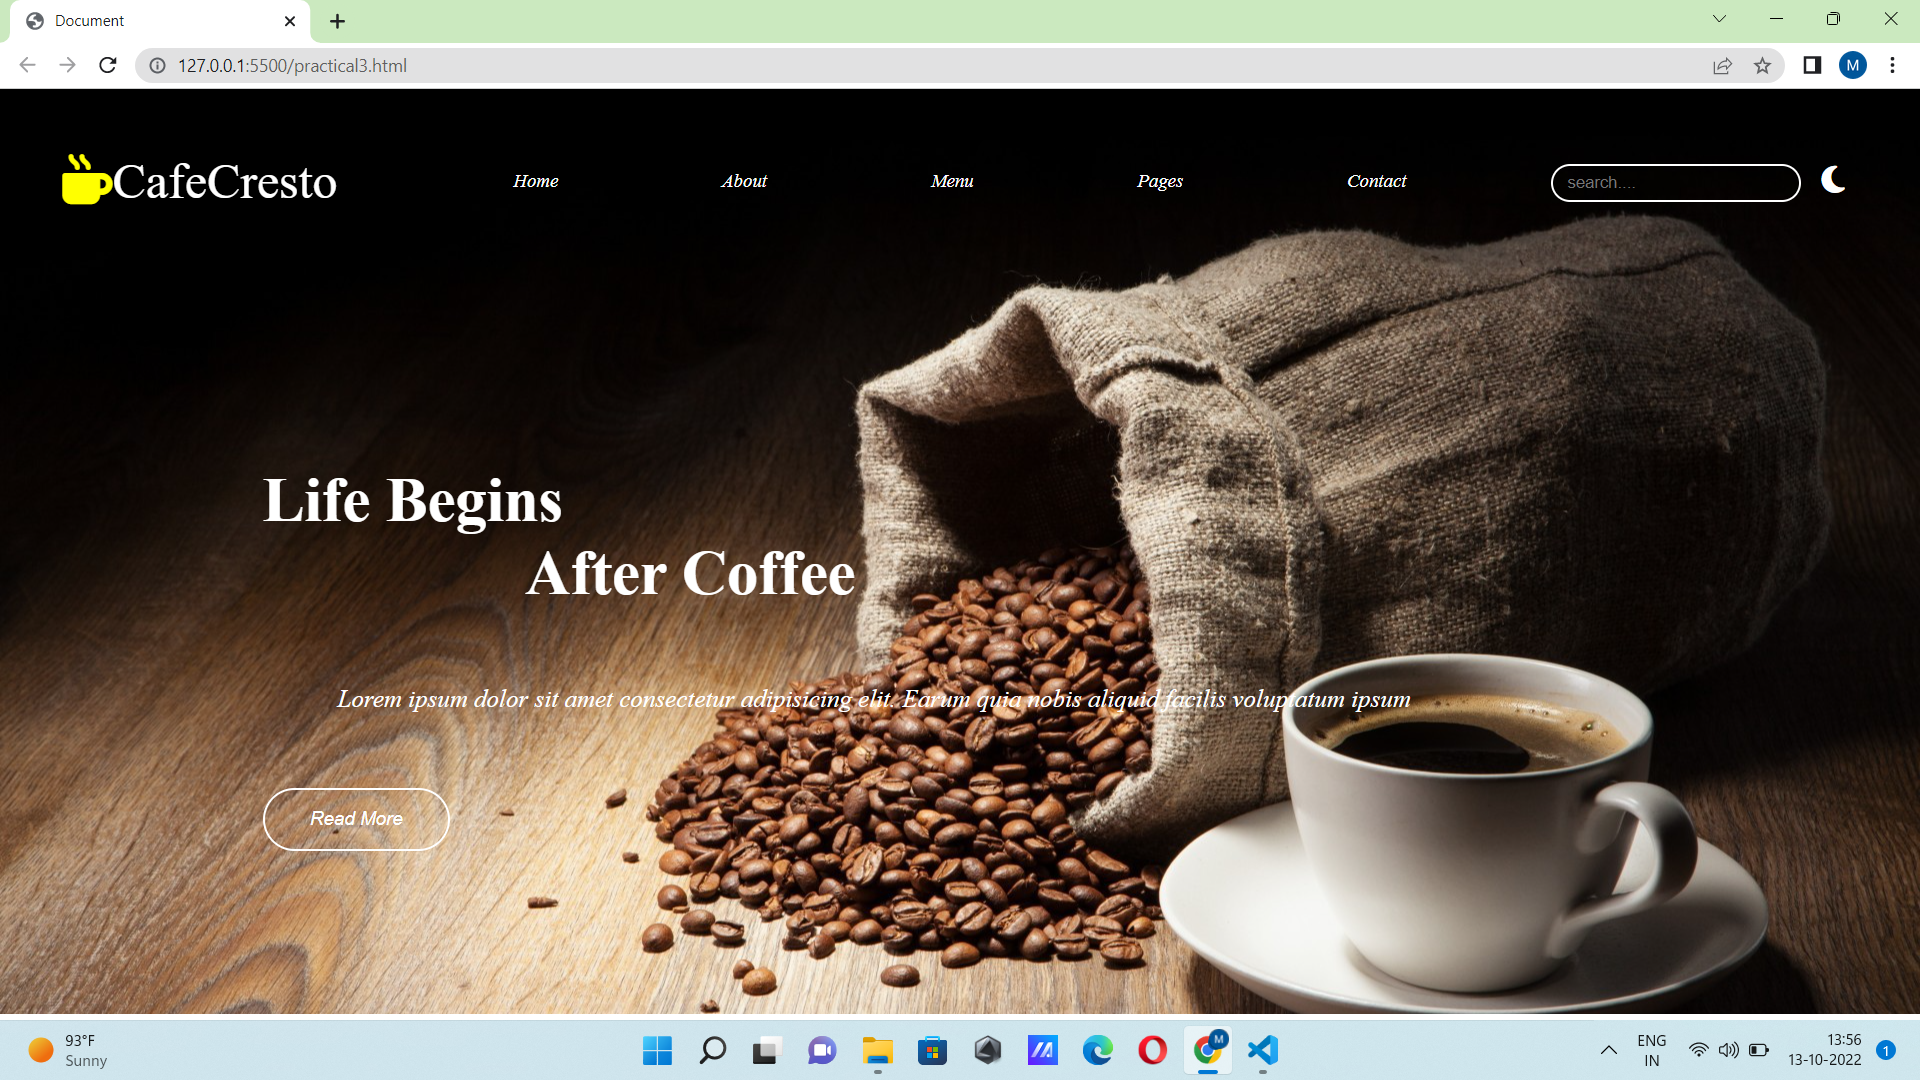 Document
127.0.0.1:5500/practical3.html
M
CafeCresto
Home
About
Menu
Pages
Contact
search....
Life Begins
After Coffee
Lorem ipsum dolor sit amet consectetur adipisicing elit. Earum quia nobis aliquid facilis voluptatum ipsum
Read More
93°F
Sunny
M
ENG
IN
13:56
13-10-2022
1